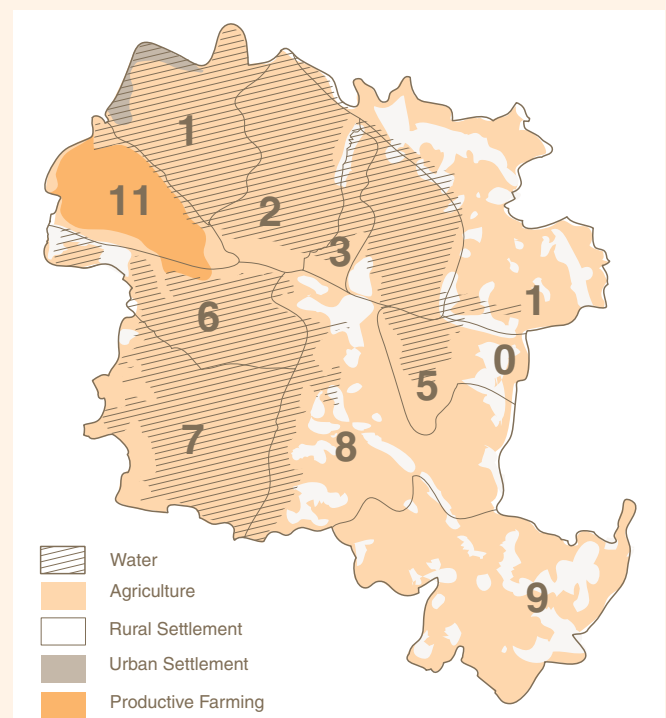 1
11
2
3
1
6
0
5
7
8
9
Water
Agriculture
Rural Settlement
Urban Settlement
Productive Farming